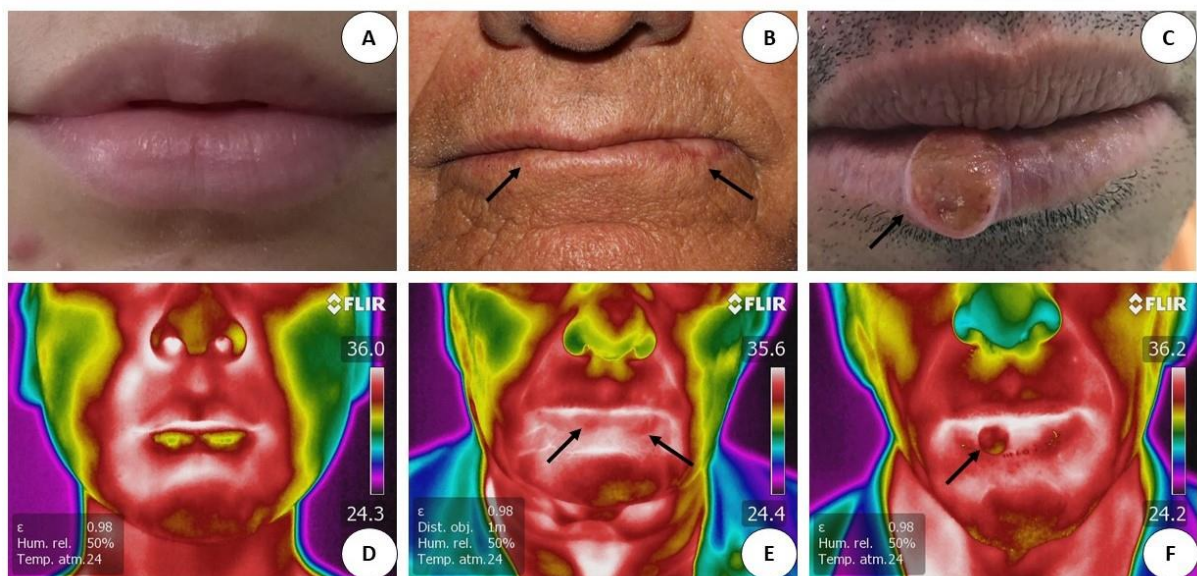 A
B
C
FLIR
36.0
24.3
ε 0.98
Hum. rel. 50%
Temp. atm.24
D
FLIR
35.6
24.4
ε 0.98
Dist. obj. 1m
Hum. rel. 50%
Temp. atm.24
E
FLIR
36.2
24.2
ε 0.98
Hum. rel. 50%
Temp. atm.24
F